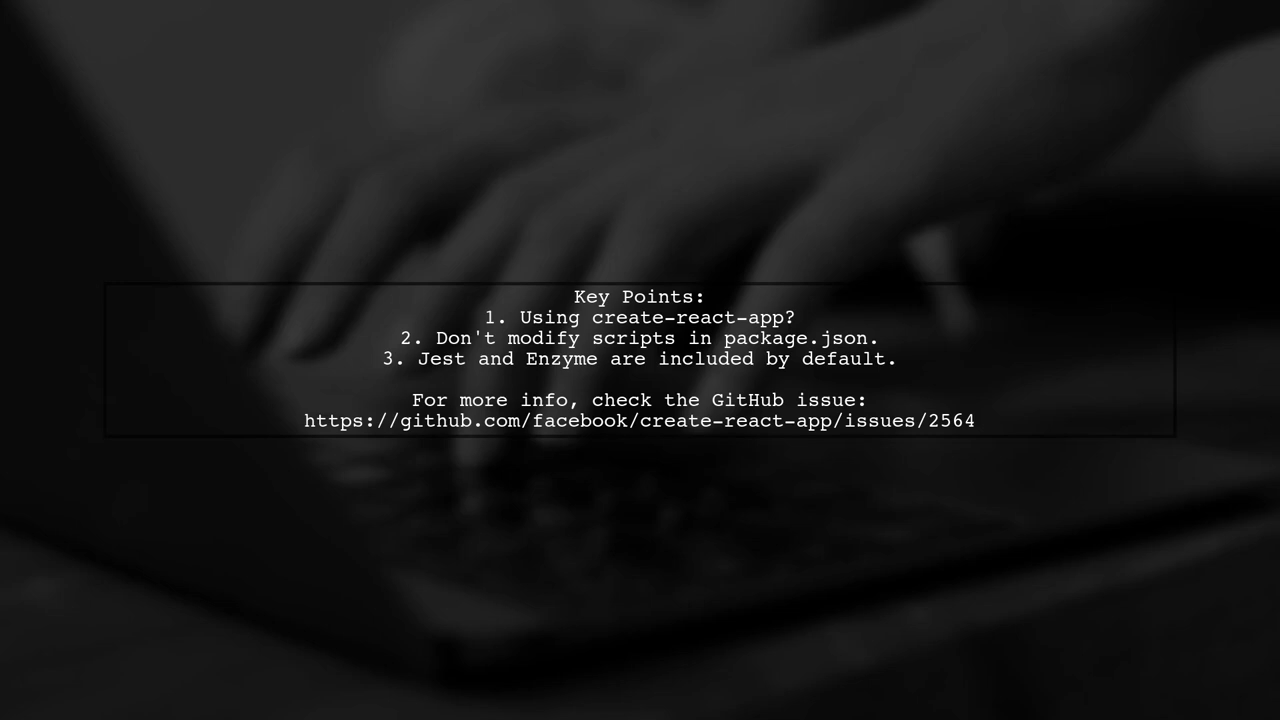 Key Points:
1. Using create-react-app?
2. Don't modify scripts in package.json.
3. Jest and Enzyme are included by default.
For more info, check the GitHub issue:
https://github.com/facebook/create-react-app/issues/2564